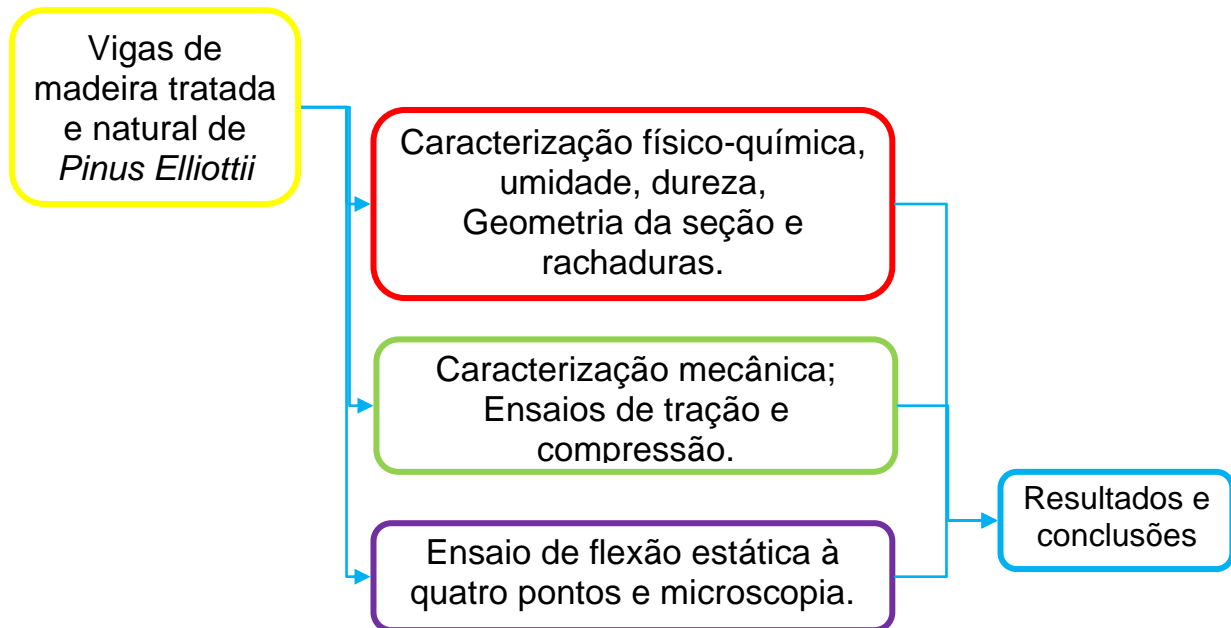 Vigas de
madeira tratada
e natural de
Pinus Elliottii
Caracterização físico-químíca,
umidade, dureza,
Geometria da seção e
rachaduras.
Caracterização mecânica;
Ensaios de tração e
compressão.
Ensaio de flexão estática à
quatro pontos e microscopia.
Resultados e
conclusões